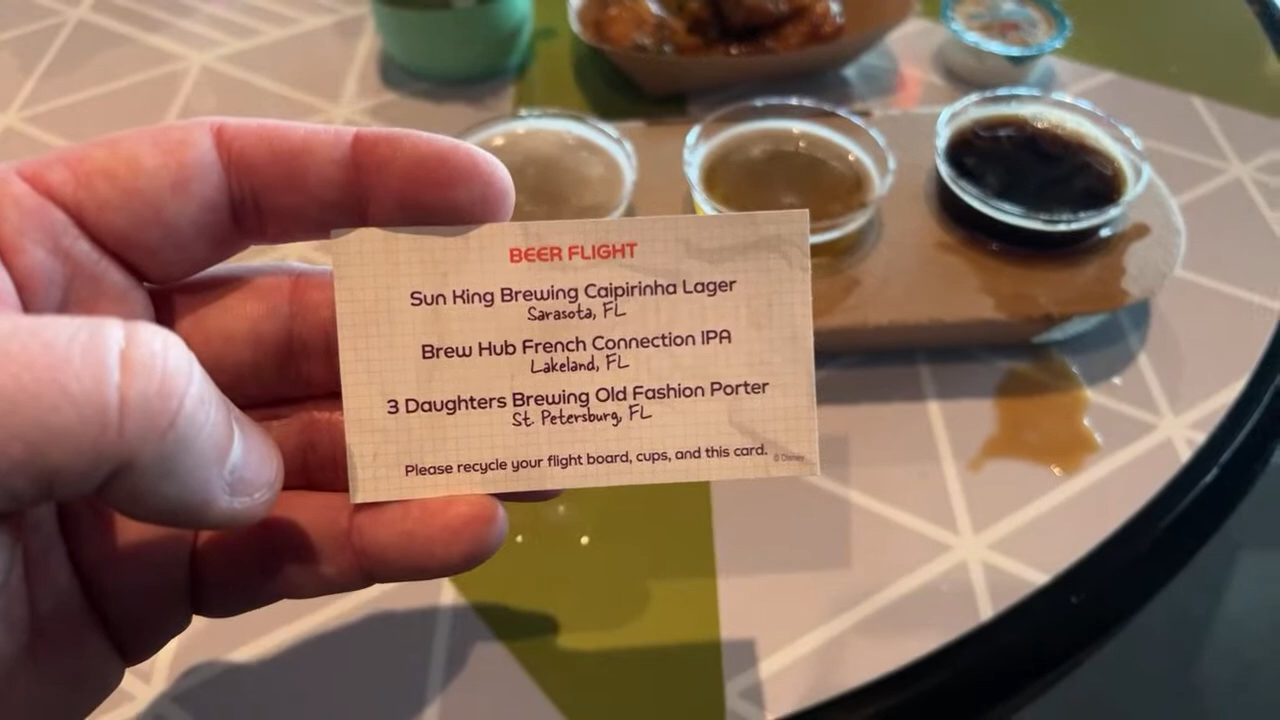 BEER FLIGHT
Sun King Brewing Caipirinha Lager
Sarasota, FL
Brew Hub French Connection IPA
Lakeland, FL
3 Daughters Brewing Old Fashion Porter
St. Petersburg, FL
Please recycle your flight board, cups, and this card.
© Disney